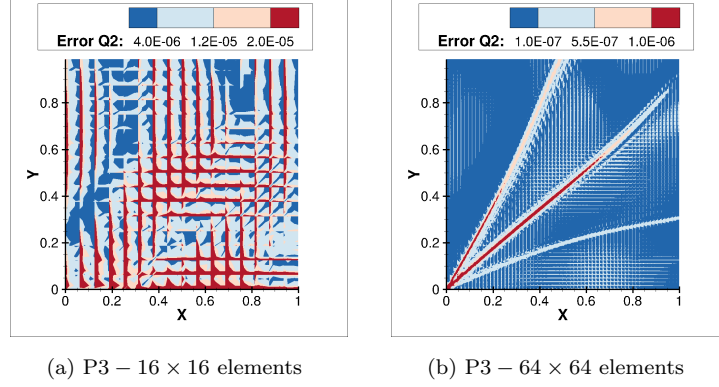 Error Q2: 4.0E-06 1.2E-05 2.0E-05
Y
0.8
0.6
0.4
0.2
0
0 0.2 0.4 0.6 0.8 1
X
(a) P3 − 16 × 16 elements
Error Q2: 1.0E-07 5.5E-07 1.0E-06
Y
0.8
0.6
0.4
0.2
0
0 0.2 0.4 0.6 0.8 1
X
(b) P3 − 64 × 64 elements